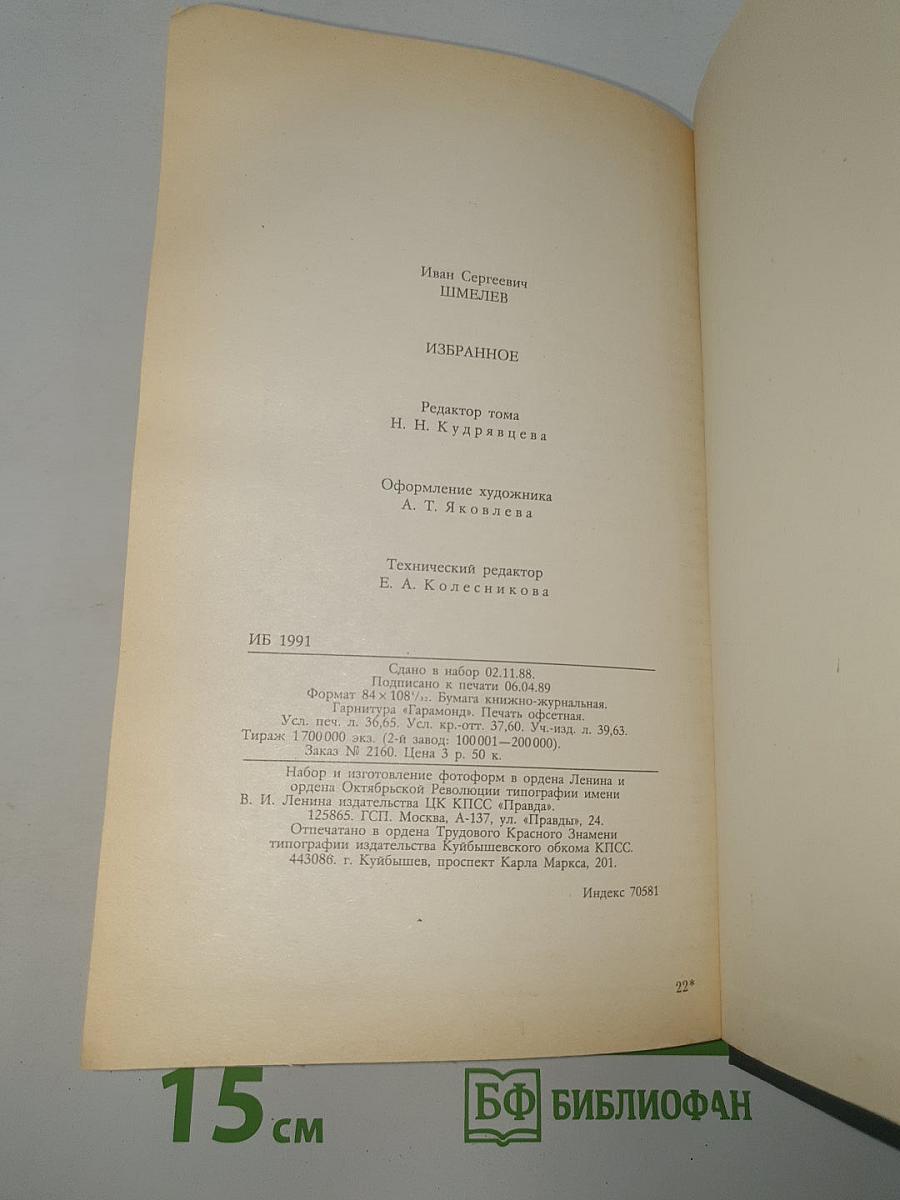 Иван Сергеевич
ШМЕЛЕВ
ИЗБРАННОЕ
Редактор тома
Н. Н. Кудрявцева
Оформление художника
А. Т. Яковлева
Технический редактор
Е. А. Колесникова
ИБ 1991
Сдано в набор 02.11.88.
Подписано к печати 06.04.89
Формат 84×108¹/₃₂. Бумага книжно-журнальная.
Гарнитура «Гарамонд». Печать офсетная.
Усл. печ. л. 36,65. Усл. кр.-отт. 37,60. Уч.-изд. л. 39,63.
Тираж 1 700 000 экз. (2-й завод: 100 001—200 000).
Заказ № 2160. Цена 3 р. 50 к.
Набор и изготовление фотоформ в ордена Ленина и
ордена Октябрьской Революции типографии имени
В. И. Ленина издательства ЦК КПСС «Правда».
125865. ГСП. Москва, А-137, ул. «Правды», 24.
Отпечатано в ордена Трудового Красного Знамени
типографии издательства Куйбышевского обкома КПСС.
443086. г. Куйбышев, проспект Карла Маркса, 201.
Индекс 70581
22*
15 см
БФ БИБЛИОФАН